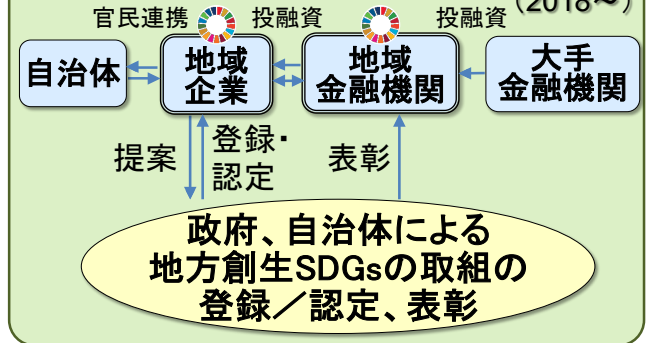 (2018～)
官民連携
投融資
投融資
自治体
地域
企業
地域
金融機関
大手
金融機関
提案
登録・
認定
表彰
政府、自治体による
地方創生SDGsの取組の
登録／認定、表彰